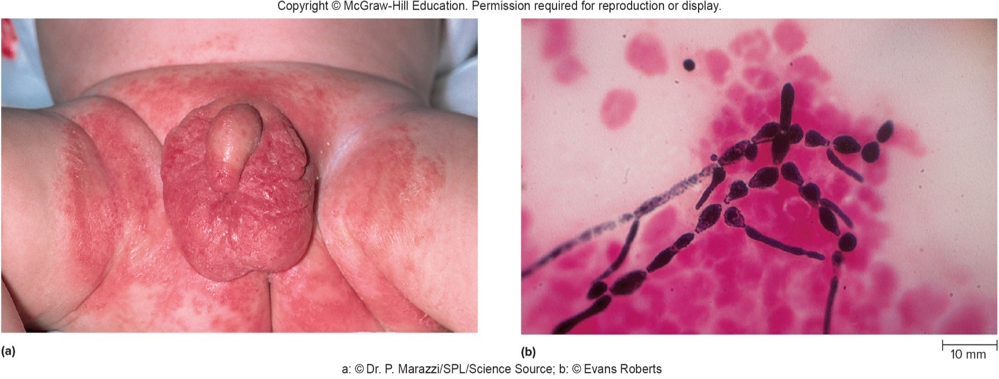 Copyright © McGraw-Hill Education. Permission required for reproduction or display.
(a)
(b)
10 mm
a: © Dr. P. Marazzi/SPL/Science Source; b: © Evans Roberts